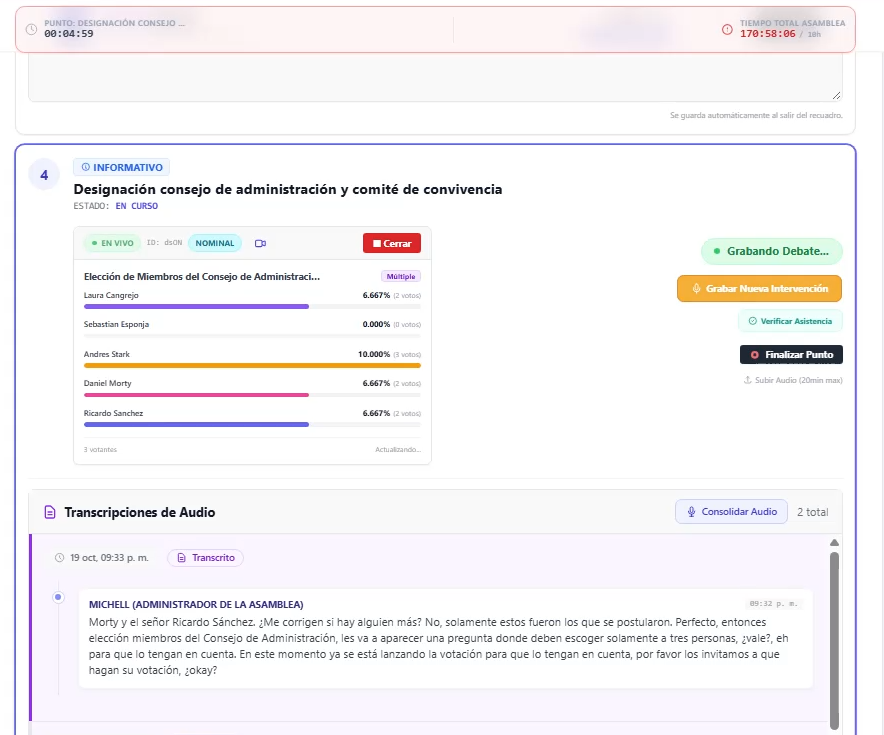 PUNTO: DESIGNACIÓN CONSEJO ...
00:04:59
TIEMPO TOTAL ASAMBLEA
170:58:06 / 10h
Se guarda automáticamente al salir del recuadro.
4
INFORMATIVO
Designación consejo de administración y comité de convivencia
ESTADO: EN CURSO
EN VIVO ID: dsON NOMINAL
Cerrar
Elección de Miembros del Consejo de Administraci... Múltiple
Laura Cangrejo 6.667% (2 votos)
Sebastian Esponja 0.000% (0 votos)
Andres Stark 10.000% (3 votos)
Daniel Morty 6.667% (2 votos)
Ricardo Sanchez 6.667% (2 votos)
3 votantes Actualizando...
Grabando Debate...
Grabar Nueva Intervención
Verificar Asistencia
Finalizar Punto
Subir Audio (20min max)
Transcripciones de Audio
Consolidar Audio 2 total
19 oct, 09:33 p. m. Transcrito
MICHELL (ADMINISTRADOR DE LA ASAMBLEA) 09:32 p. m.
Morty y el señor Ricardo Sánchez. ¿Me corrigen si hay alguien más? No, solamente estos fueron los que se postularon. Perfecto, entonces
elección miembros del Consejo de Administración, les va a aparecer una pregunta donde deben escoger solamente a tres personas, ¿vale?, eh
para que lo tengan en cuenta. En este momento ya se está lanzando la votación para que lo tengan en cuenta, por favor los invitamos a que
hagan su votación, ¿okay?